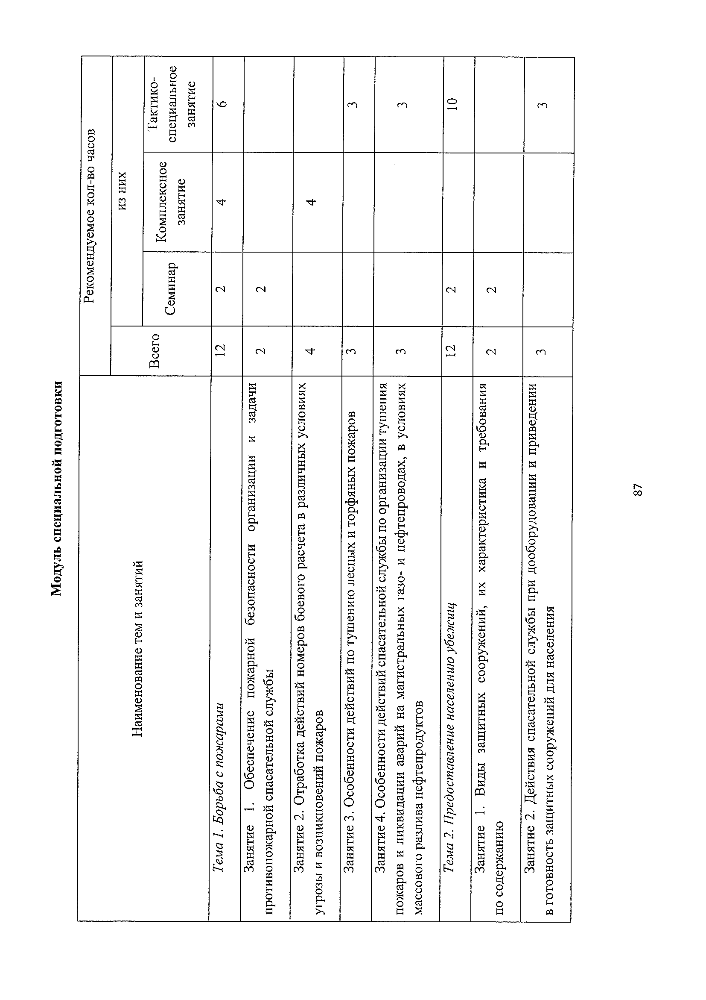 Модуль специальной подготовки
Наименование тем и занятий
Рекомендуемое кол-во часов
Всего
из них
Семинар
Комплексное
занятие
Тактико-
специальное
занятие
Тема 1. Борьба с пожарами 12 2 4 6
Занятие 1. Обеспечение пожарной безопасности организации и задачи
противопожарной спасательной службы
2 2
Занятие 2. Отработка действий номеров боевого расчета в различных условиях
угрозы и возникновений пожаров
4 4
Занятие 3. Особенности действий по тушению лесных и торфяных пожаров 3 3
Занятие 4. Особенности действий спасательной службы по организации тушения
пожаров и ликвидации аварий на магистральных газо- и нефтепроводах, в условиях
массового разлива нефтепродуктов
3 3
Тема 2. Предоставление населению убежищ 12 2 10
Занятие 1. Виды защитных сооружений, их характеристика и требования
по содержанию
2 2
Занятие 2. Действия спасательной службы при дооборудовании и приведении
в готовность защитных сооружений для населения
3 3
87